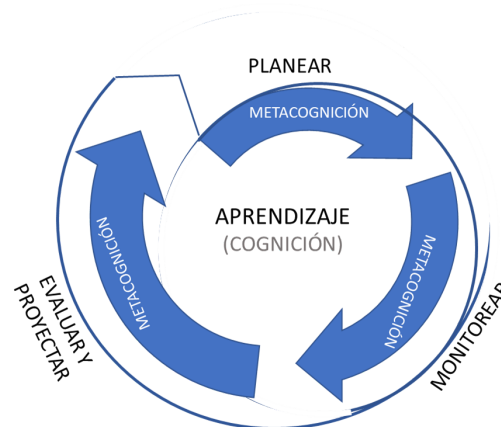 PLANEAR
METACOGNICIÓN
APRENDIZAJE
(COGNICIÓN)
METACOGNICIÓN
MONITOREAR
METACOGNICIÓN
EVALUAR Y
PROYECTAR